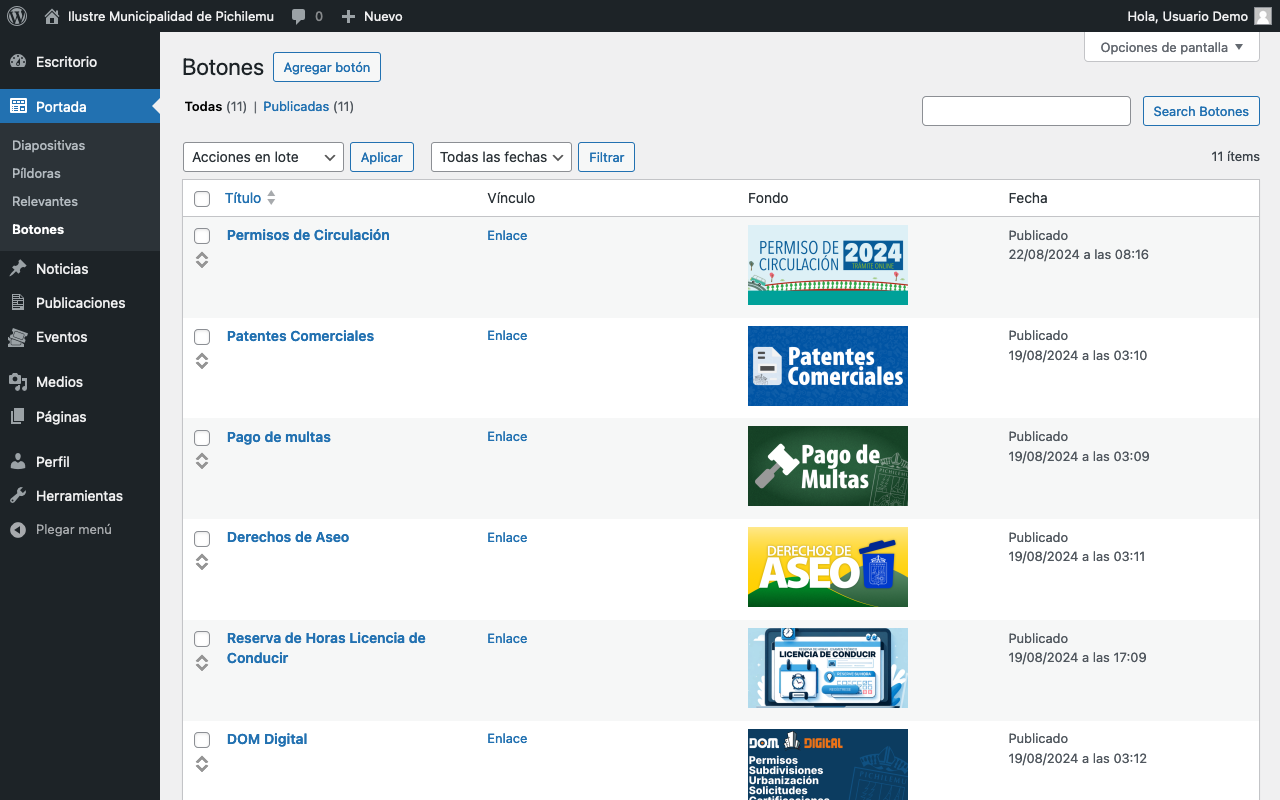 Ilustre Municipalidad de Pichilemu
0
Nuevo
Hola, Usuario Demo
Escritorio
Portada
Diapositivas
Píldoras
Relevantes
Botones
Noticias
Publicaciones
Eventos
Medios
Páginas
Perfil
Herramientas
Plegar menú
Opciones de pantalla
Botones
Agregar botón
Todas (11) | Publicadas (11)
Search Botones
Acciones en lote
Aplicar
Todas las fechas
Filtrar
11 ítems
Título
Vínculo
Fondo
Fecha
Permisos de Circulación
Enlace
PERMISO DE
CIRCULACIÓN
2024
TRÁMITE ONLINE
Publicado
22/08/2024 a las 08:16
Patentes Comerciales
Enlace
Patentes
Comerciales
Publicado
19/08/2024 a las 03:10
Pago de multas
Enlace
Pago de
Multas
PICHILEMU
Publicado
19/08/2024 a las 03:09
Derechos de Aseo
Enlace
DERECHOS DE
ASEO
Publicado
19/08/2024 a las 03:11
Reserva de Horas Licencia de
Conducir
Enlace
LICENCIA DE CONDUCIR
Publicado
19/08/2024 a las 17:09
DOM Digital
Enlace
DOM DIGITAL
Permisos
Subdivisiones
Urbanización
Solicitudes
Certificaciones
PICHILEMU
Publicado
19/08/2024 a las 03:12